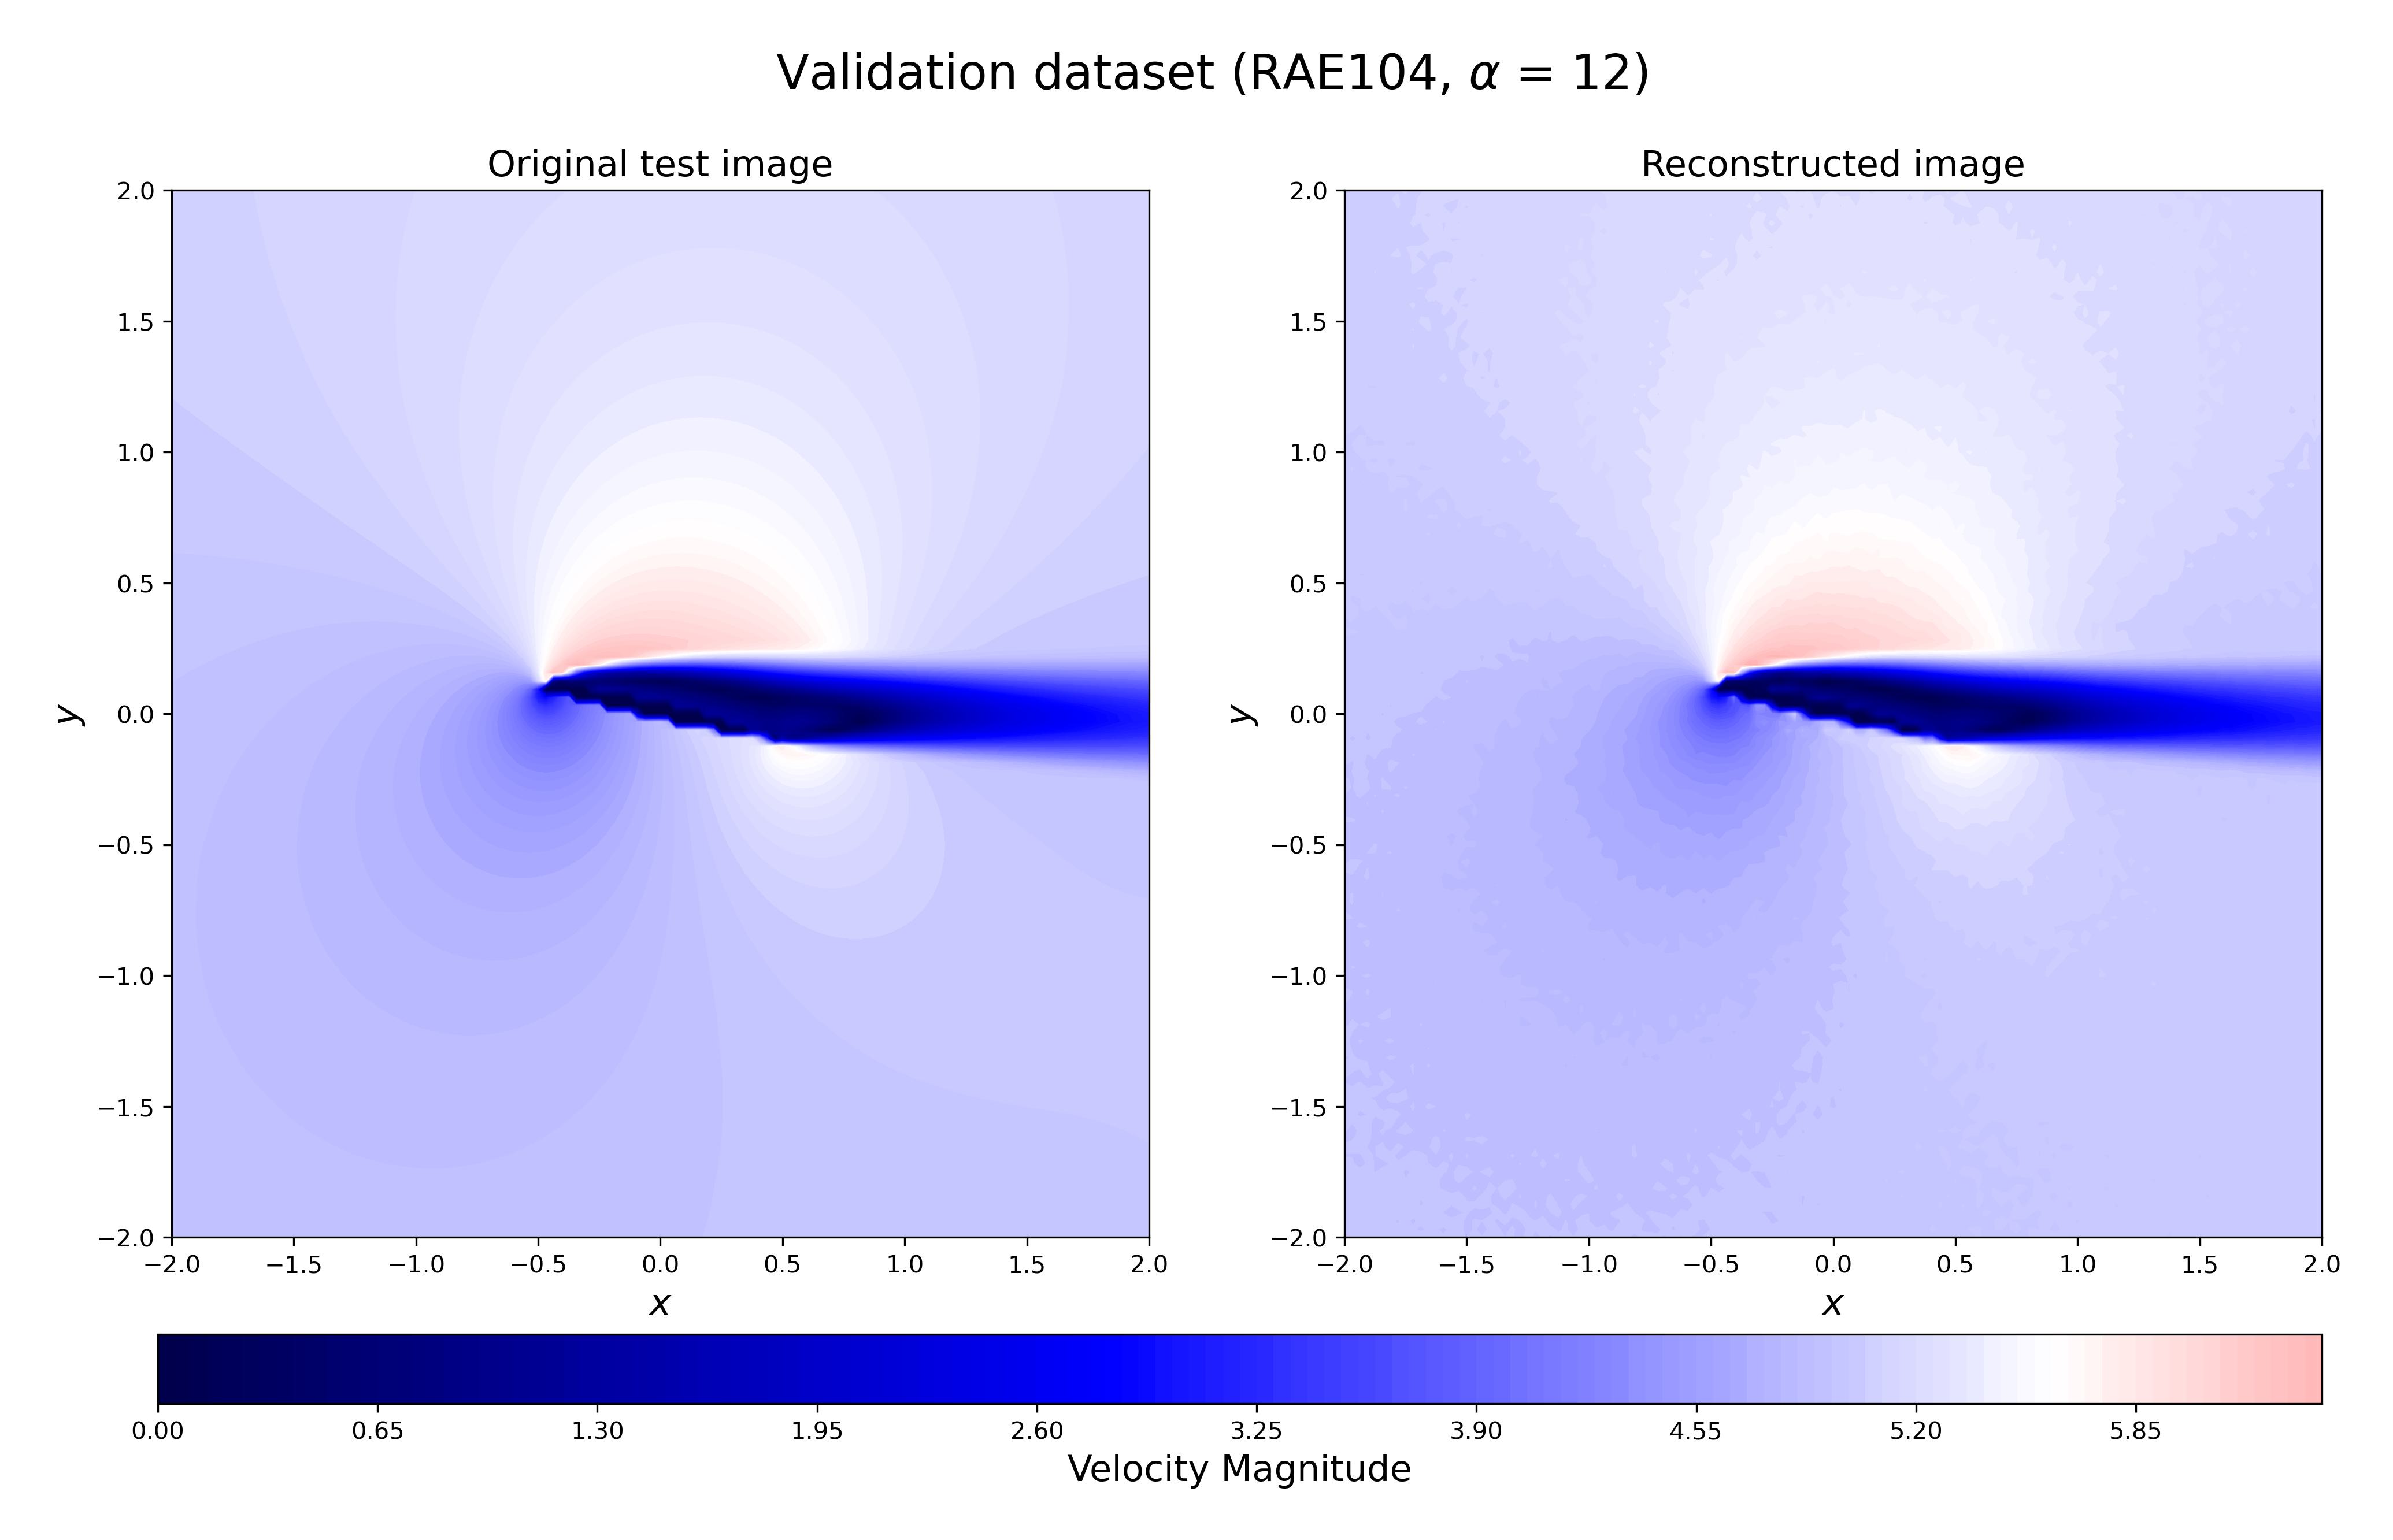 Validation dataset (RAE104, α = 12)
Original test image
Reconstructed image
2.0
1.5
1.0
0.5
0.0
−0.5
−1.0
−1.5
−2.0
y
−2.0 −1.5 −1.0 −0.5 0.0 0.5 1.0 1.5 2.0
x
2.0
1.5
1.0
0.5
0.0
−0.5
−1.0
−1.5
−2.0
y
−2.0 −1.5 −1.0 −0.5 0.0 0.5 1.0 1.5 2.0
x
0.00 0.65 1.30 1.95 2.60 3.25 3.90 4.55 5.20 5.85
Velocity Magnitude